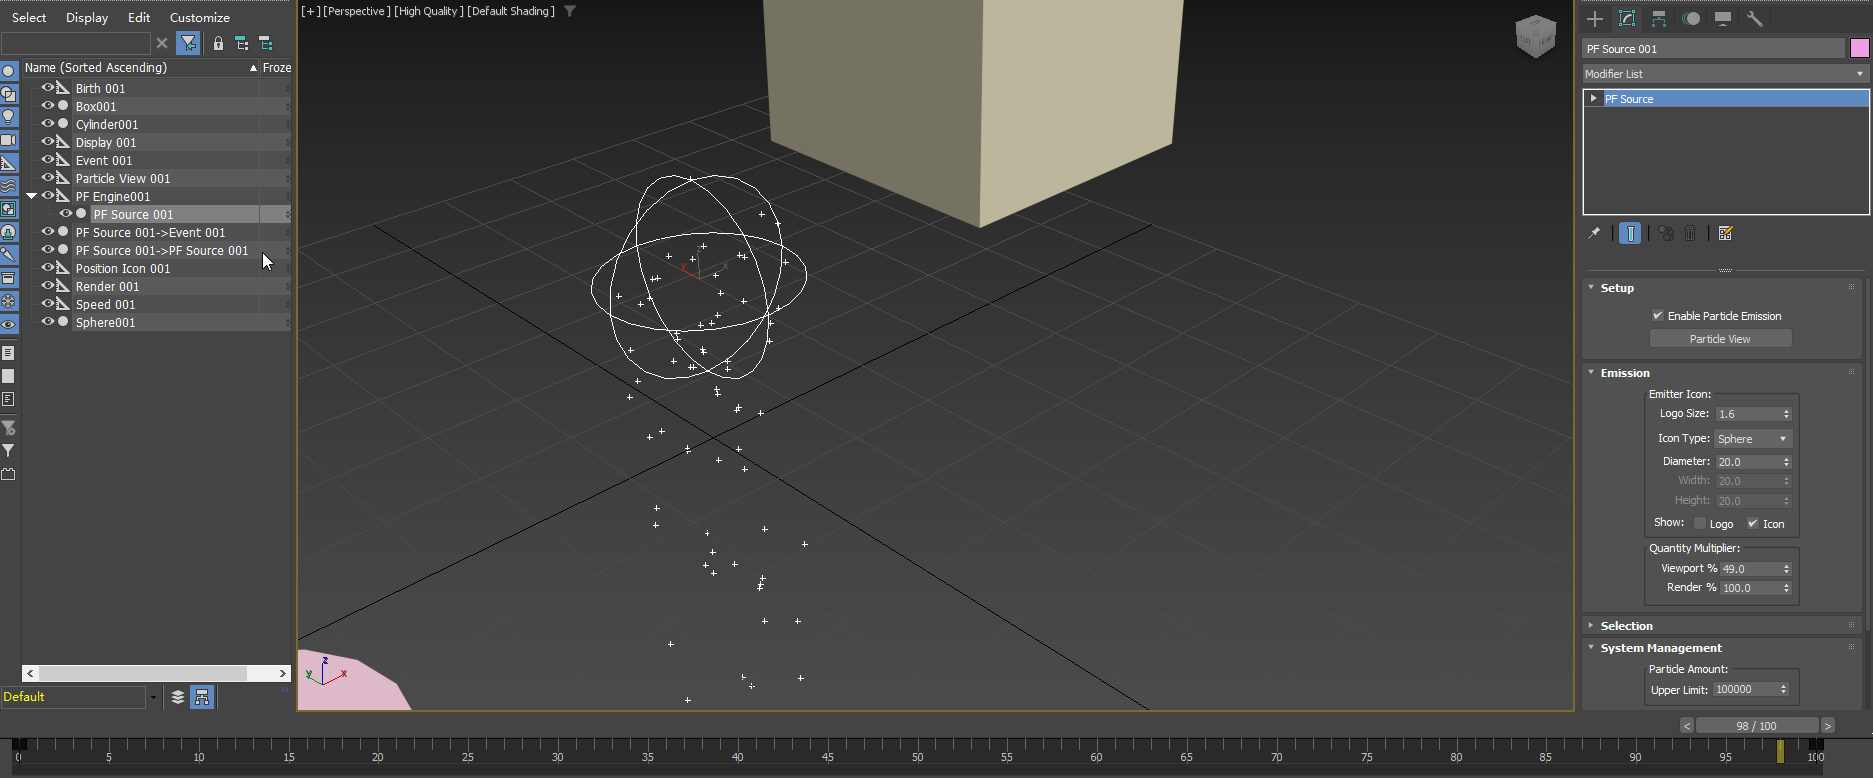 Select Display Edit Customize
Name (Sorted Ascending) Froze
Birth 001
Box001
Cylinder001
Display 001
Event 001
Particle View 001
PF Engine001
PF Source 001
PF Source 001->Event 001
PF Source 001->PF Source 001
Position Icon 001
Render 001
Speed 001
Sphere001
Default
[+] [Perspective ] [High Quality ] [Default Shading ]
y
x
z
y
x
PF Source 001
Modifier List
PF Source
Setup
Enable Particle Emission
Particle View
Emission
Emitter Icon:
Logo Size: 1.6
Icon Type: Sphere
Diameter: 20.0
Width: 20.0
Height: 20.0
Show: Logo Icon
Quantity Multiplier:
Viewport % 49.0
Render % 100.0
Selection
System Management
Particle Amount:
Upper Limit: 100000
< 98 / 100 >
0 5 10 15 20 25 30 35 40 45 50 55 60 65 70 75 80 85 90 95 100